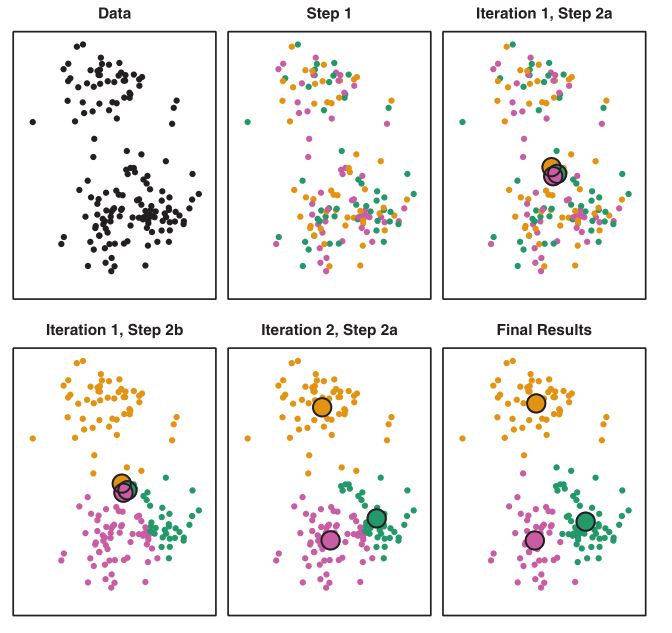 Data
Step 1
Iteration 1, Step 2a
Iteration 1, Step 2b
Iteration 2, Step 2a
Final Results